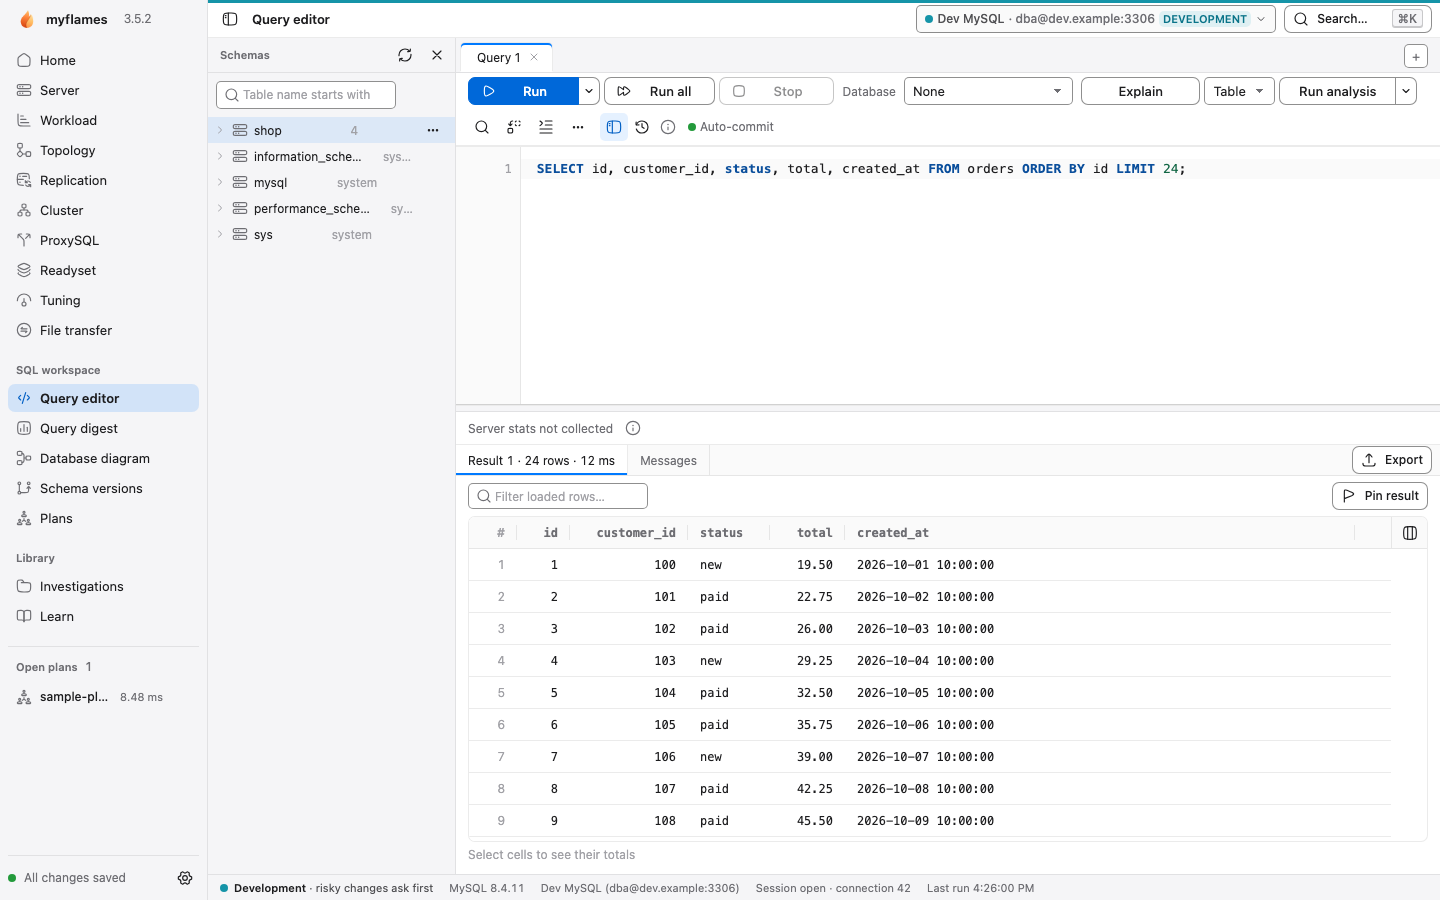 myflames 3.5.2
Home
Server
Workload
Topology
Replication
Cluster
ProxySQL
Readyset
Tuning
File transfer
SQL workspace
Query editor
Query digest
Database diagram
Schema versions
Plans
Library
Investigations
Learn
Open plans 1
sample-pl... 8.48 ms
All changes saved
Query editor
Dev MySQL · dba@dev.example:3306 DEVELOPMENT
Search... ⌘K
Schemas
Table name starts with
shop 4
information_sche... sys...
mysql system
performance_sche... sy...
sys system
Query 1
Run
Run all
Stop
Database
None
Explain
Table
Run analysis
Auto-commit
1 SELECT id, customer_id, status, total, created_at FROM orders ORDER BY id LIMIT 24;
Server stats not collected
Result 1 · 24 rows · 12 ms
Messages
Export
Filter loaded rows...
Pin result
# id customer_id status total created_at
1 1 100 new 19.50 2026-10-01 10:00:00
2 2 101 paid 22.75 2026-10-02 10:00:00
3 3 102 paid 26.00 2026-10-03 10:00:00
4 4 103 new 29.25 2026-10-04 10:00:00
5 5 104 paid 32.50 2026-10-05 10:00:00
6 6 105 paid 35.75 2026-10-06 10:00:00
7 7 106 new 39.00 2026-10-07 10:00:00
8 8 107 paid 42.25 2026-10-08 10:00:00
9 9 108 paid 45.50 2026-10-09 10:00:00
Select cells to see their totals
Development · risky changes ask first
MySQL 8.4.11
Dev MySQL (dba@dev.example:3306)
Session open · connection 42
Last run 4:26:00 PM